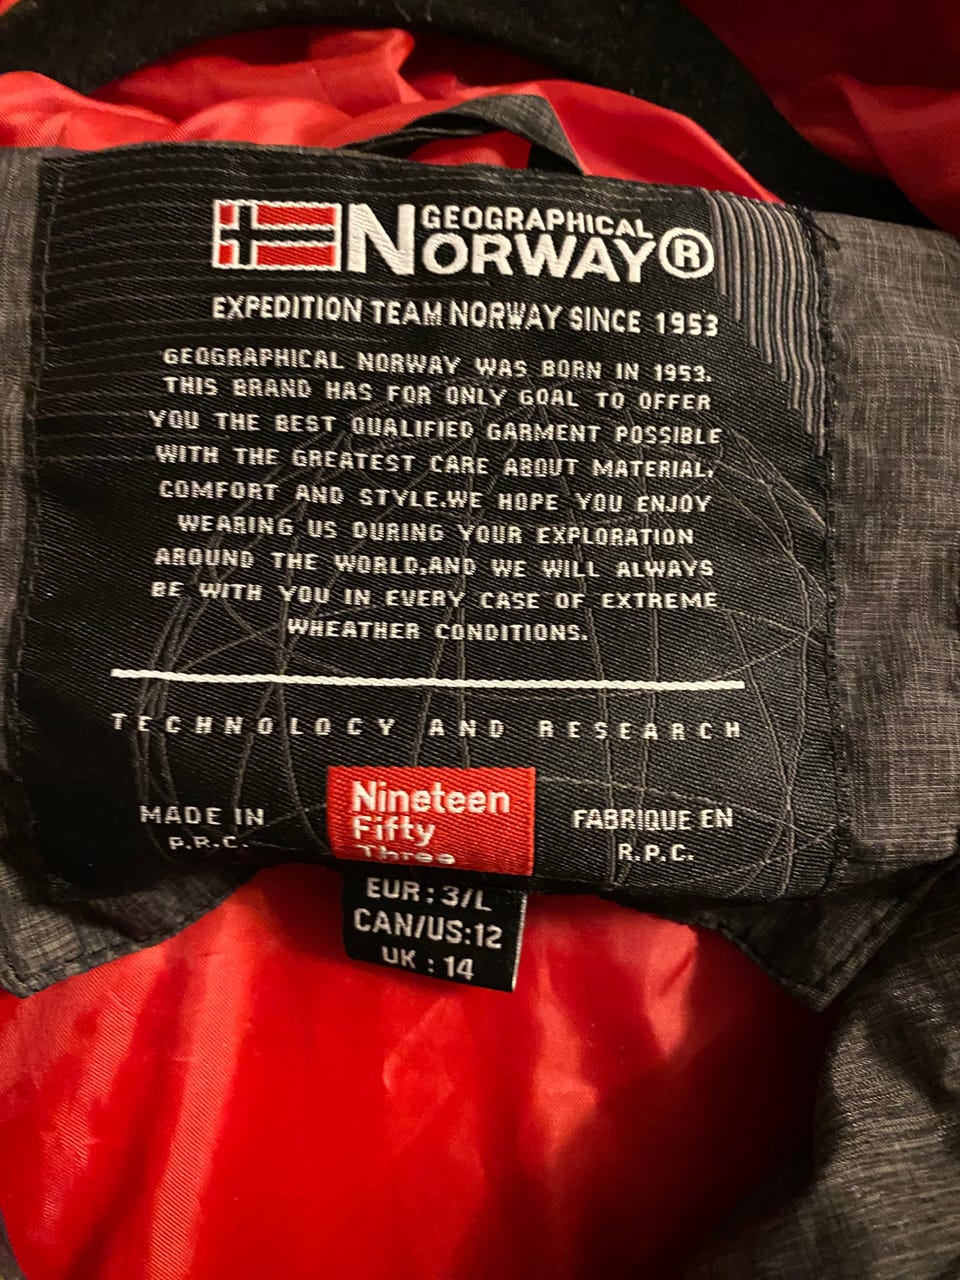 GEOGRAPHICAL
NORWAY®
EXPEDITION TEAM NORWAY SINCE 1953
GEOGRAPHICAL NORWAY WAS BORN IN 1953.
THIS BRAND HAS FOR ONLY GOAL TO OFFER
YOU THE BEST QUALIFIED GARMENT POSSIBLE
WITH THE GREATEST CARE ABOUT MATERIAL,
COMFORT AND STYLE.WE HOPE YOU ENJOY
WEARING US DURING YOUR EXPLORATION
AROUND THE WORLD,AND WE WILL ALWAYS
BE WITH YOU IN EVERY CASE OF EXTREME
WHEATHER CONDITIONS.
TECHNOLOCY AND RESEARCH
MADE IN
P.R.C.
Nineteen
Fifty
Three
FABRIQUE EN
R.P.C.
EUR : 3/L
CAN/US:12
UK : 14